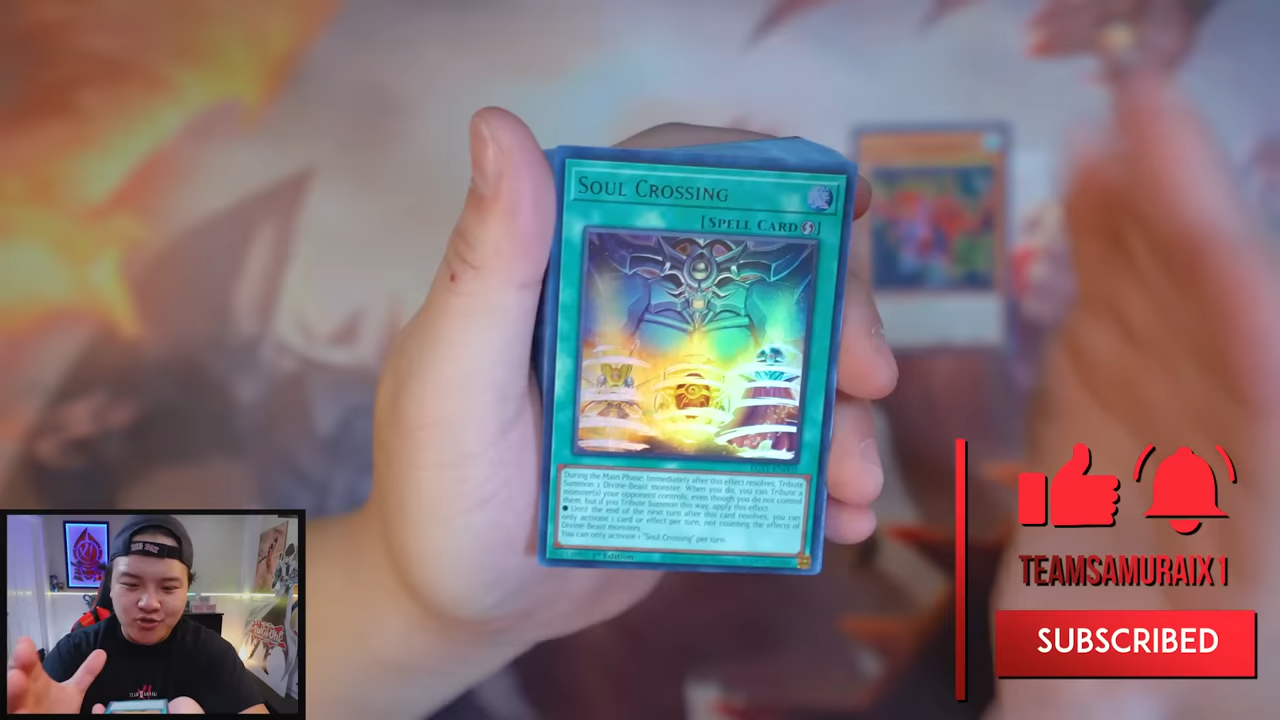 SOUL CROSSING
[SPELL CARD ]
During the Main Phase: Immediately after this effect resolves, Tribute
Summon 1 Divine-Beast monster. When you do, you can Tribute a
monster(s) your opponent controls, even though you do not control
them, but if you Tribute Summon this way, apply this effect.
● Until the end of the next turn after this card resolves, you can
only activate 1 card or effect per turn, not counting the effects of
Divine-Beast monsters.
You can only activate 1 "Soul Crossing" per turn.
1st Edition
TEAMSAMURAIX1
SUBSCRIBED